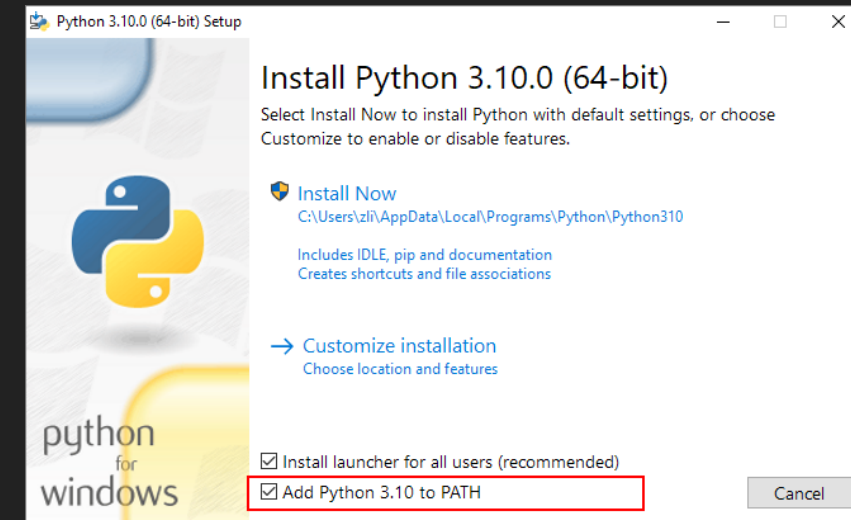 Python 3.10.0 (64-bit) Setup
Install Python 3.10.0 (64-bit)
Select Install Now to install Python with default settings, or choose
Customize to enable or disable features.
Install Now
C:\Users\zli\AppData\Local\Programs\Python\Python310
Includes IDLE, pip and documentation
Creates shortcuts and file associations
Customize installation
Choose location and features
python
for
windows
Install launcher for all users (recommended)
Add Python 3.10 to PATH
Cancel